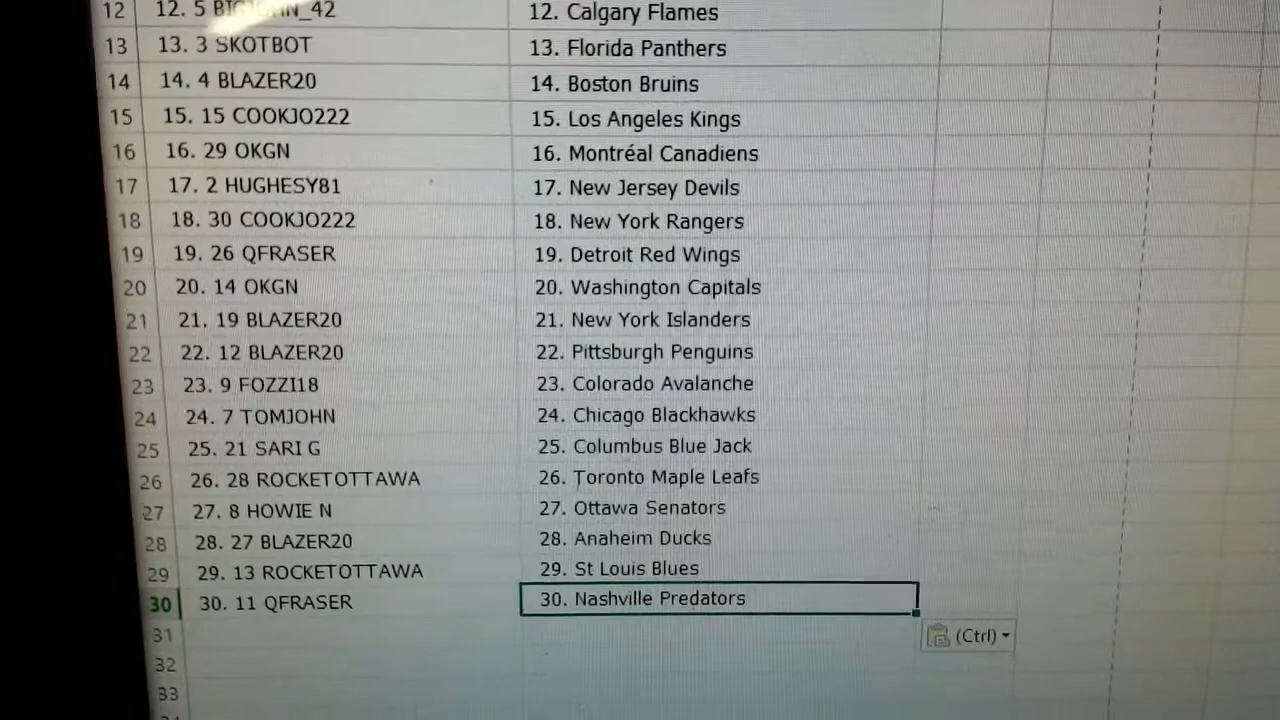 12 12. 5 12. Calgary Flames
13 13. 3 SKOTBOT 13. Florida Panthers
14 14. 4 BLAZER20 14. Boston Bruins
15 15. 15 COOKJO222 15. Los Angeles Kings
16 16. 29 OKGN 16. Montréal Canadiens
17 17. 2 HUGHESY81 17. New Jersey Devils
18 18. 30 COOKJO222 18. New York Rangers
19 19. 26 QFRASER 19. Detroit Red Wings
20 20. 14 OKGN 20. Washington Capitals
21 21. 19 BLAZER20 21. New York Islanders
22 22. 12 BLAZER20 22. Pittsburgh Penguins
23 23. 9 FOZZI18 23. Colorado Avalanche
24 24. 7 TOMJOHN 24. Chicago Blackhawks
25 25. 21 SARI G 25. Columbus Blue Jack
26 26. 28 ROCKETOTTAWA 26. Toronto Maple Leafs
27 27. 8 HOWIE N 27. Ottawa Senators
28 28. 27 BLAZER20 28. Anaheim Ducks
29 29. 13 ROCKETOTTAWA 29. St Louis Blues
30 30. 11 QFRASER 30. Nashville Predators
31 (Ctrl)
32
33